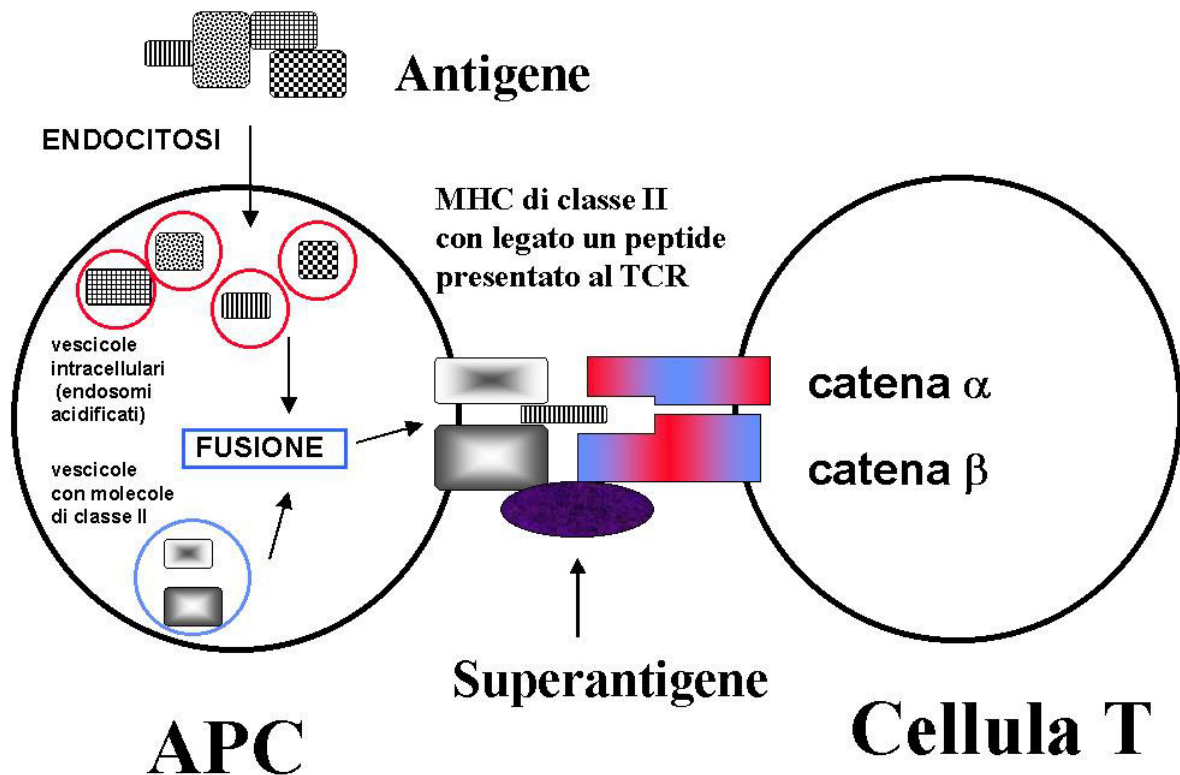 Antigene
ENDOCITOSI
MHC di classe II
con legato un peptide
presentato al TCR
vescicole
intracellulari
(endosomi
acidificati)
FUSIONE
vescicole
con molecole
di classe II
catena α
catena β
Superantigene
APC
Cellula T